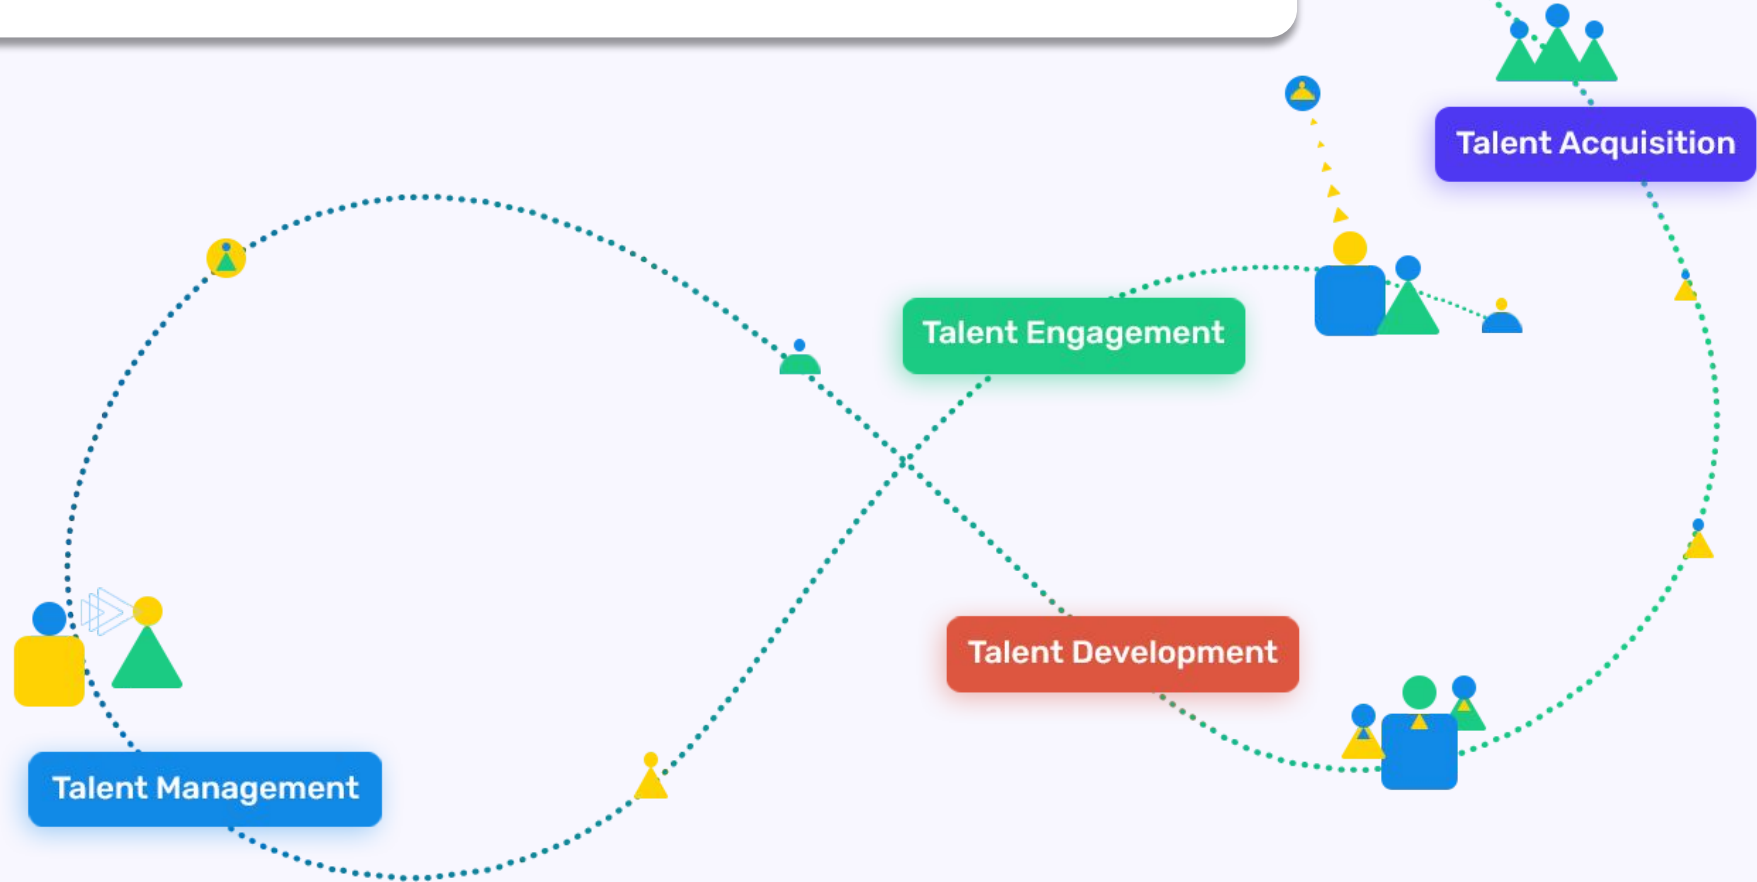 Talent Acquisition
Talent Engagement
Talent Development
Talent Management